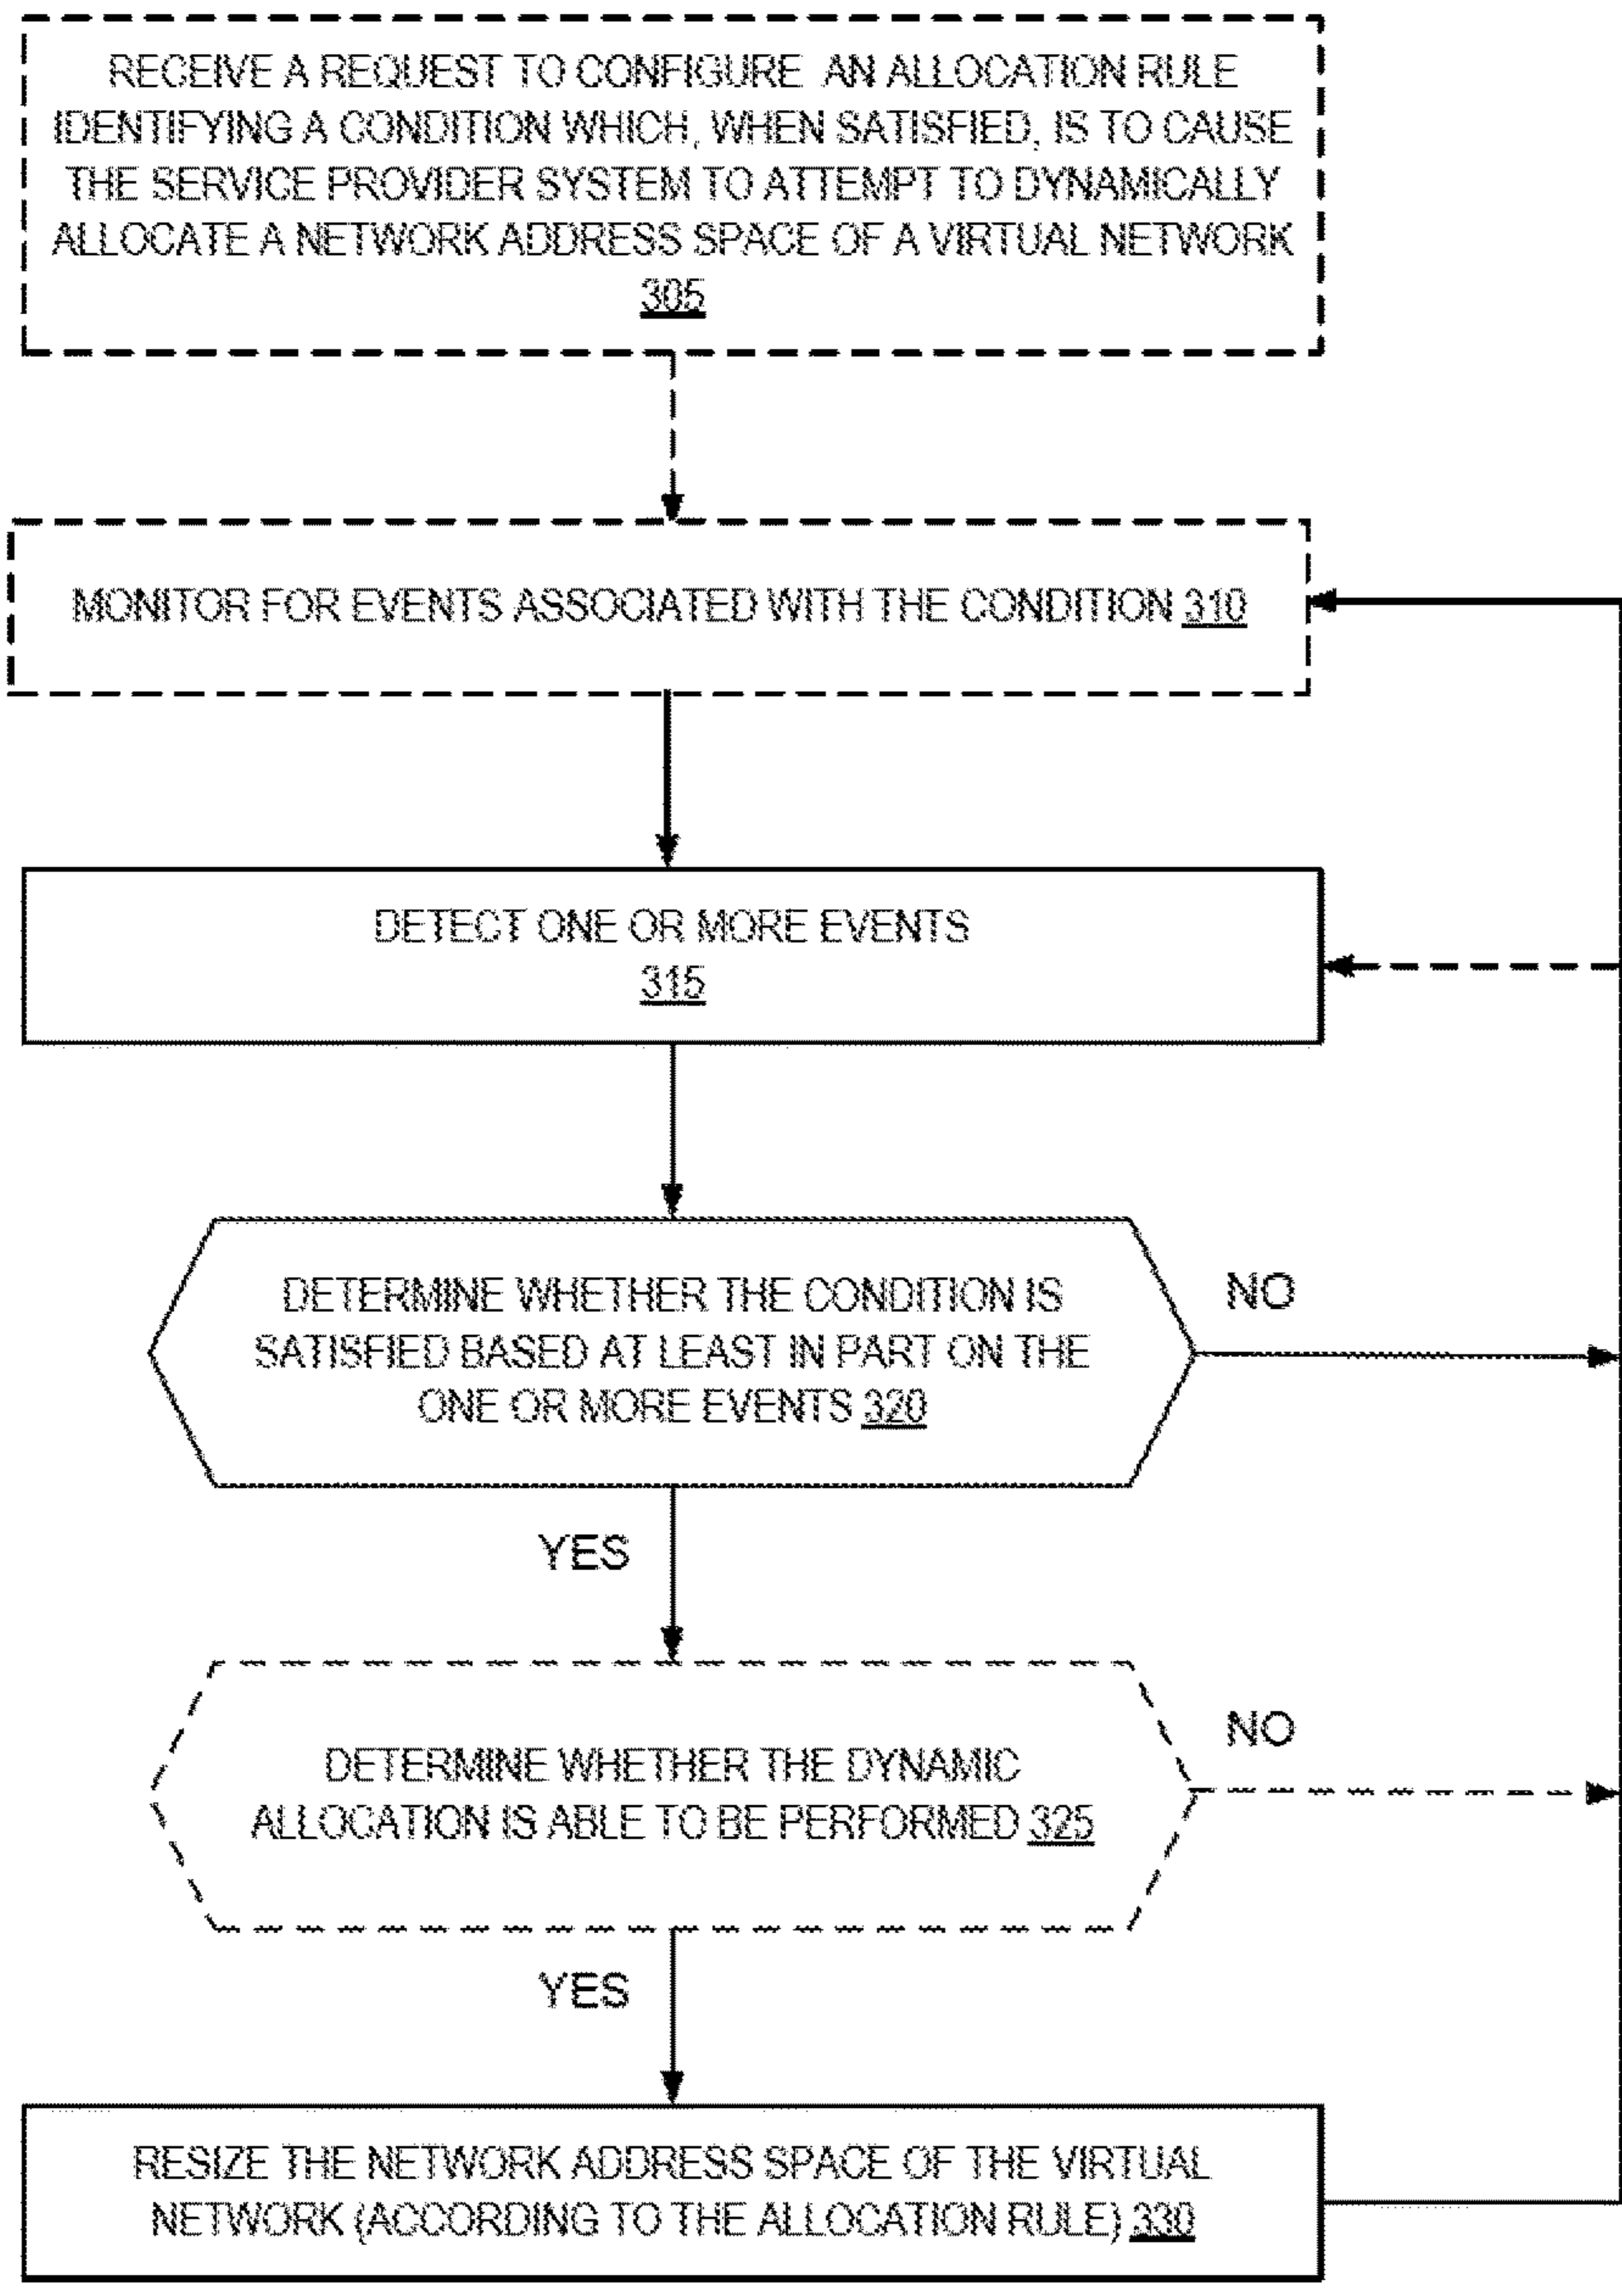 RECEIVE A REQUEST TO CONFIGURE AN ALLOCATION RULE
IDENTIFYING A CONDITION WHICH, WHEN SATISFIED, IS TO CAUSE
THE SERVICE PROVIDER SYSTEM TO ATTEMPT TO DYNAMICALLY
ALLOCATE A NETWORK ADDRESS SPACE OF A VIRTUAL NETWORK
305
MONITOR FOR EVENTS ASSOCIATED WITH THE CONDITION 310
DETECT ONE OR MORE EVENTS
315
DETERMINE WHETHER THE CONDITION IS
SATISFIED BASED AT LEAST IN PART ON THE
ONE OR MORE EVENTS 320
NO
YES
DETERMINE WHETHER THE DYNAMIC
ALLOCATION IS ABLE TO BE PERFORMED 325
NO
YES
RESIZE THE NETWORK ADDRESS SPACE OF THE VIRTUAL
NETWORK (ACCORDING TO THE ALLOCATION RULE) 330